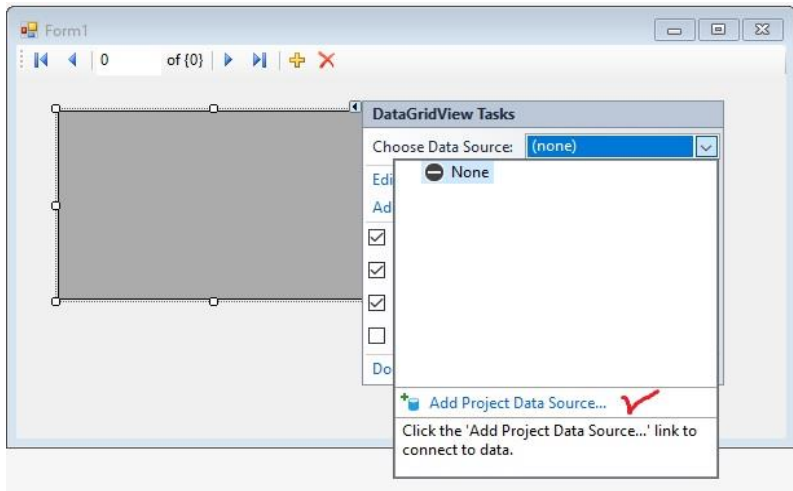 Form1
0 of {0}
DataGridView Tasks
Choose Data Source: (none)
None
Edi
Ad
Do
Add Project Data Source...
Click the 'Add Project Data Source...' link to
connect to data.